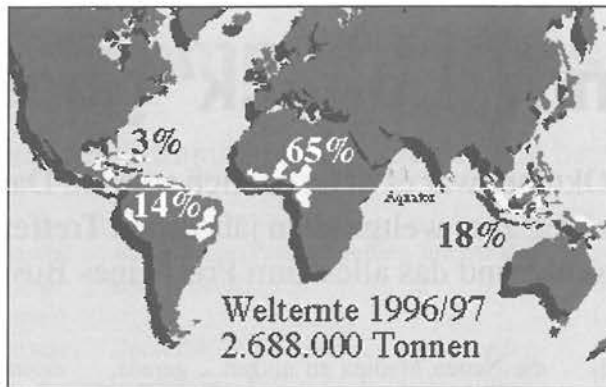 3%
65%
14%
Äquator
18%
Welternte 1996/97
2.688.000 Tonnen